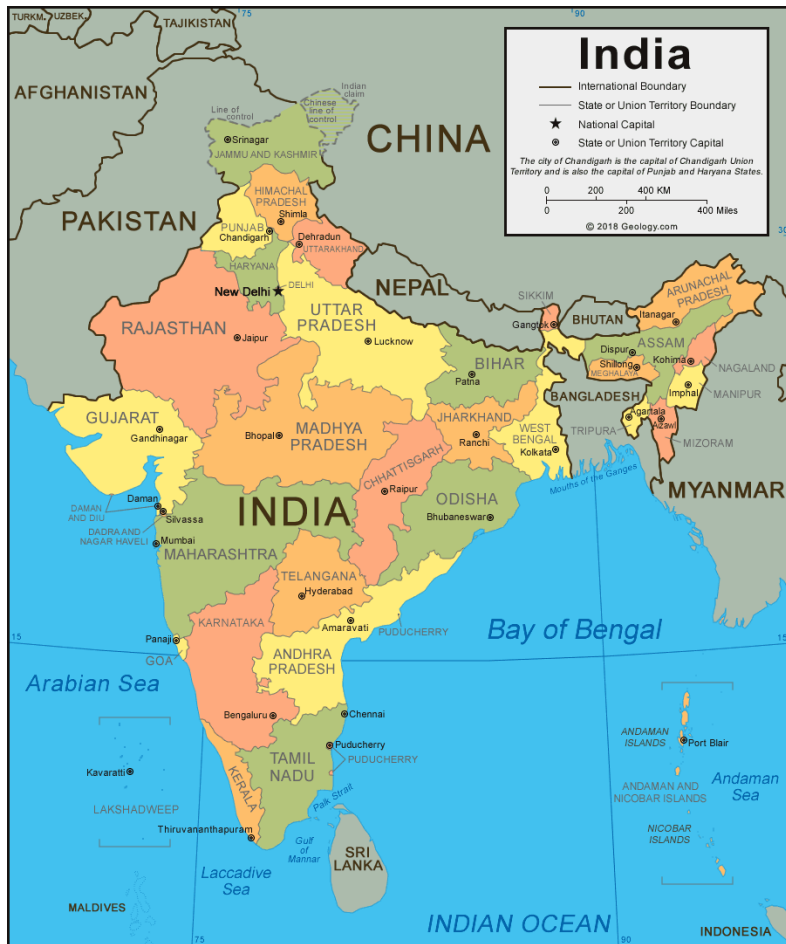 TURKM.
UZBEK.
TAJIKISTAN
75
90
AFGHANISTAN
Indian
claim
Line of
control
Chinese
line of
control
CHINA
Srinagar
JAMMU AND KASHMIR
India
International Boundary
State or Union Territory Boundary
National Capital
State or Union Territory Capital
The city of Chandigarh is the capital of Chandigarh Union
Territory and is also the capital of Punjab and Haryana States.
0 200 400 KM
0 200 400 Miles
© 2018 Geology.com
PAKISTAN
HIMACHAL
PRADESH
Shimla
PUNJAB
Chandigarh
Dehradun
UTTARAKHAND
30
HARYANA
DELHI
New Delhi
NEPAL
SIKKIM
Gangtok
BHUTAN
ARUNACHAL
PRADESH
Itanagar
RAJASTHAN
Jaipur
UTTAR
PRADESH
Lucknow
BIHAR
Patna
ASSAM
Dispur
Shillong
MEGHALAYA
Kohima
NAGALAND
Imphal
MANIPUR
BANGLADESH
GUJARAT
Gandhinagar
Bhopal
MADHYA
PRADESH
JHARKHAND
Ranchi
WEST
BENGAL
Kolkata
Agartala
TRIPURA
Aizawl
MIZORAM
CHHATTISGARH
Raipur
Mouths of the Ganges
MYANMAR
Daman
DAMAN
AND DIU
Silvassa
DADRA AND
NAGAR HAVELI
INDIA
ODISHA
Bhubaneswar
Mumbai
MAHARASHTRA
TELANGANA
Hyderabad
KARNATAKA
Amaravati
PUDUCHERRY
15
Panaji
GOA
ANDHRA
PRADESH
Bay of Bengal
15
Arabian Sea
Bengaluru
Chennai
ANDAMAN
ISLANDS
Port Blair
Puducherry
PUDUCHERRY
TAMIL
NADU
Kavaratti
LAKSHADWEEP
KERALA
ANDAMAN AND
NICOBAR ISLANDS
Andaman
Sea
Palk Strait
Thiruvananthapuram
Gulf
of
Mannar
NICOBAR
ISLANDS
Laccadive
Sea
SRI
LANKA
MALDIVES
INDIAN OCEAN
INDONESIA
75
90